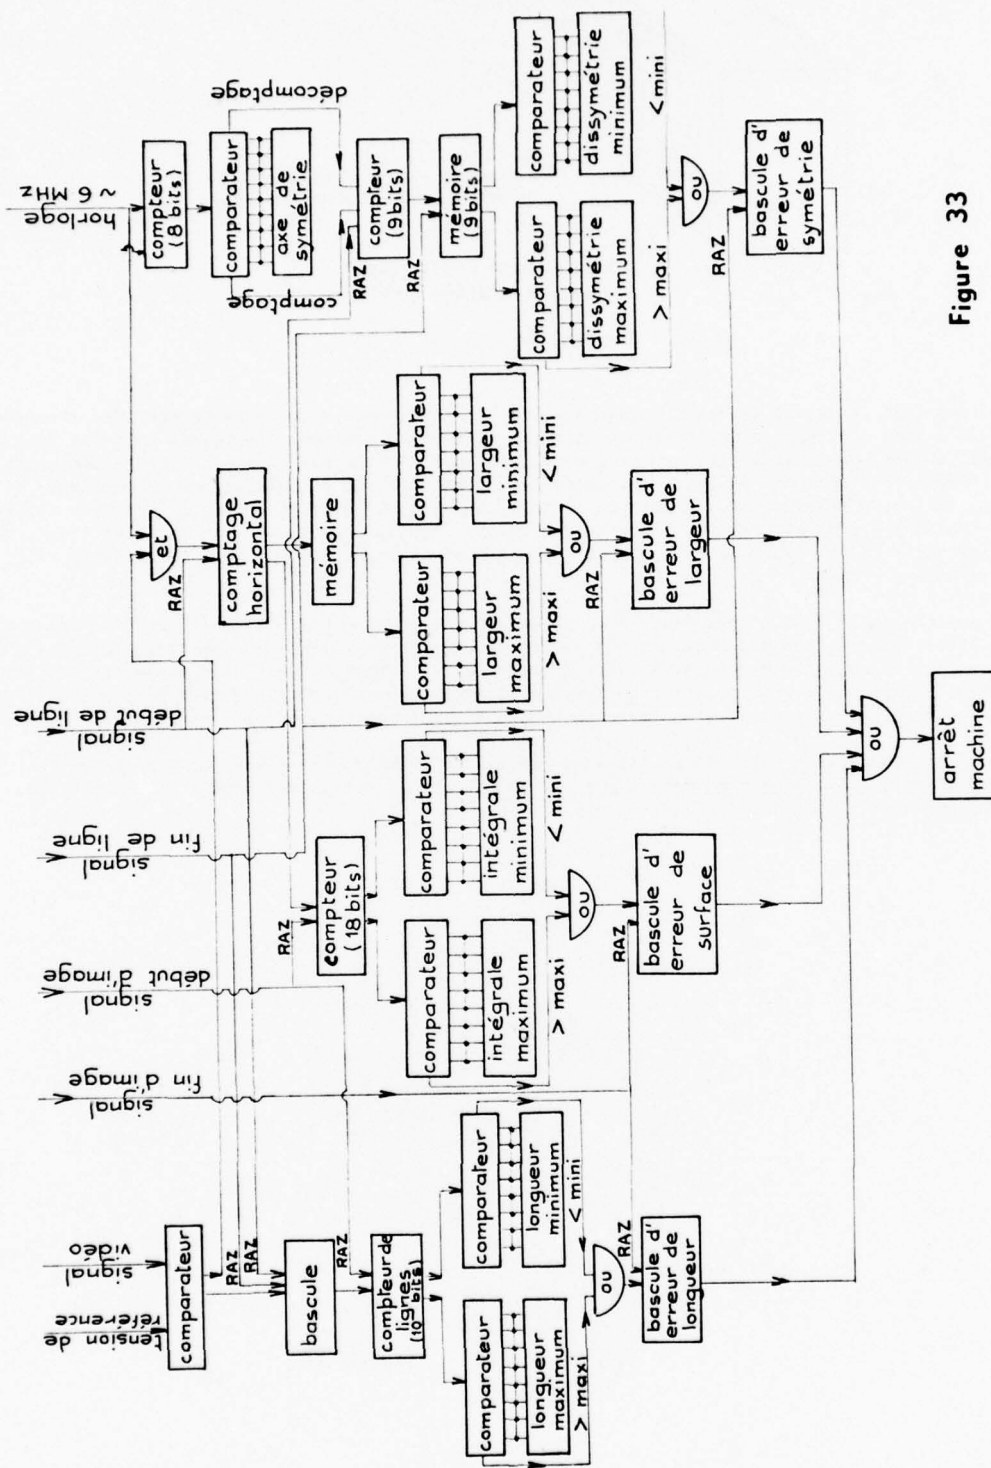 tension de
référence
signal
vidéo
signal
fin d'image
signal
début d'image
signal
fin de ligne
signal
début de ligne
horloge
~ 6 MHz
comparateur
RAZ
RAZ
bascule
RAZ
compteur de
lignes
(10 bits)
comparateur
longueur
maximum
> maxi
comparateur
longueur
minimum
< mini
ou
RAZ
bascule d'
erreur de
longueur
RAZ
compteur
(18 bits)
comparateur
intégrale
maximum
> maxi
comparateur
intégrale
minimum
< mini
ou
RAZ
bascule d'
erreur de
surface
et
RAZ
comptage
horizontal
mémoire
comparateur
largeur
maximum
> maxi
comparateur
largeur
minimum
< mini
ou
RAZ
bascule d'
erreur de
largeur
compteur
(8 bits)
comparateur
axe de
symétrie
comptage
décomptage
RAZ
compteur
(9 bits)
RAZ
mémoire
(9 bits)
comparateur
dissymétrie
maximum
> maxi
comparateur
dissymétrie
minimum
< mini
ou
RAZ
bascule d'
erreur de
symétrie
ou
arrêt
machine
Figure 33